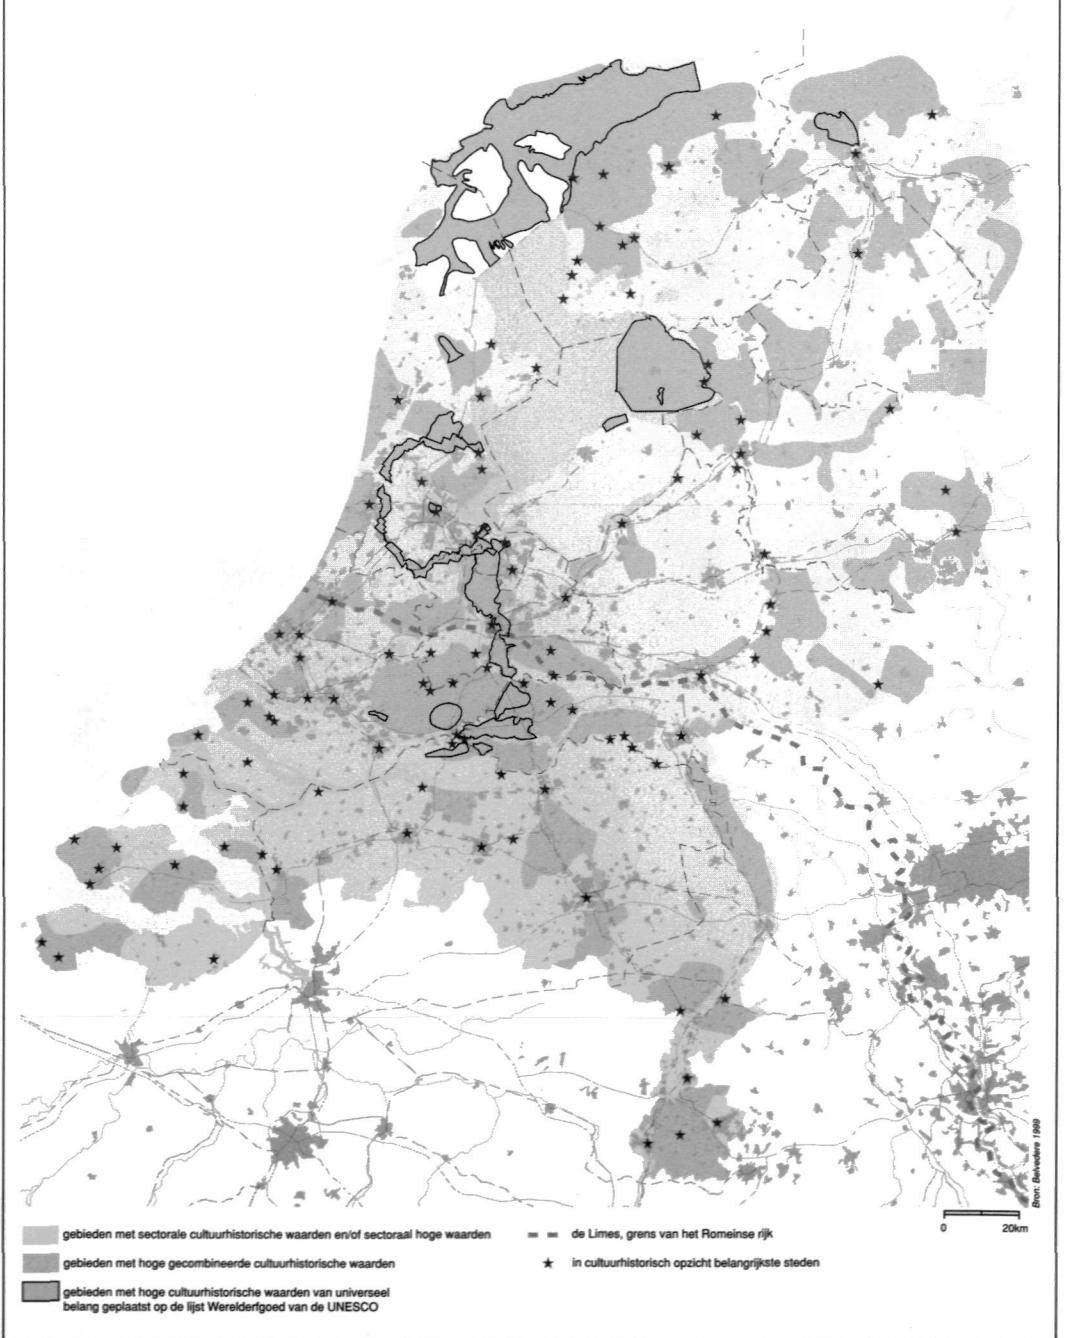 Bron: Belvedere 1999
0 20km
gebieden met sectorale cultuurhistorische waarden en/of sectoraal hoge waarden
gebieden met hoge gecombineerde cultuurhistorische waarden
gebieden met hoge cultuurhistorische waarden van universeel
belang geplaatst op de lijst Werelderfgoed van de UNESCO
de Limes, grens van het Romeinse rijk
in cultuurhistorisch opzicht belangrijkste steden